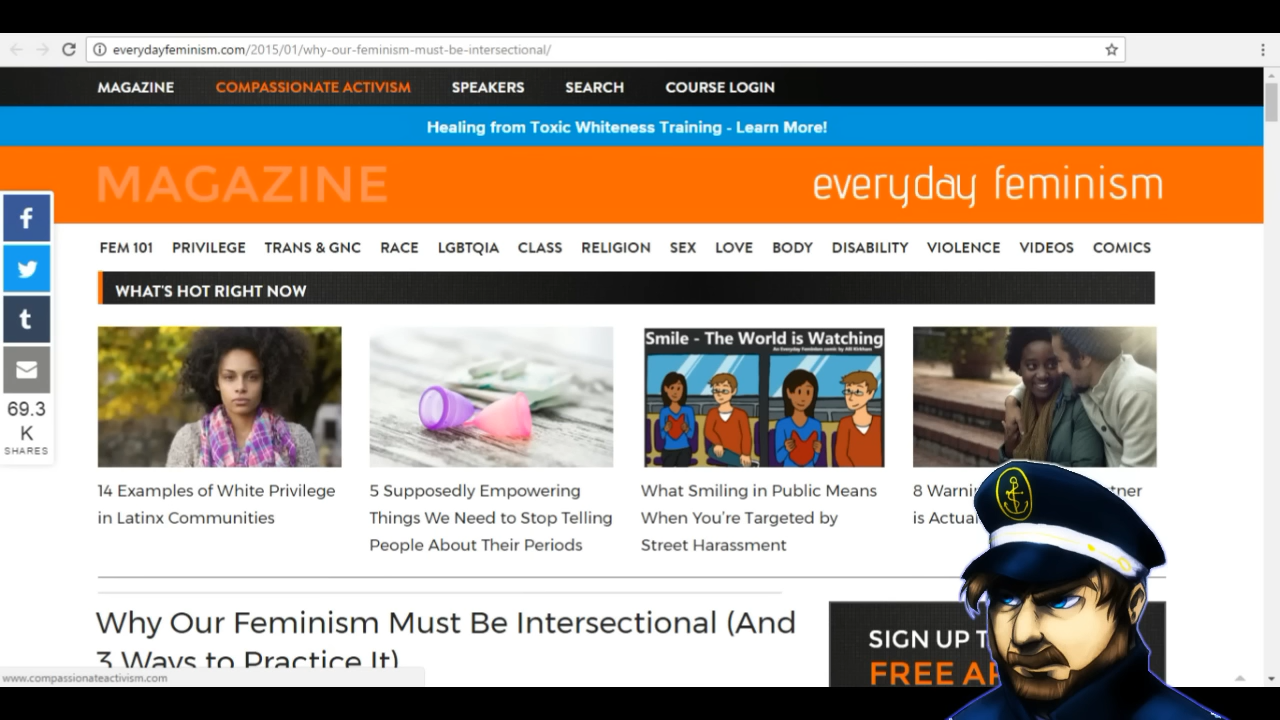 everydayfeminism.com/2015/01/why-our-feminism-must-be-intersectional/
MAGAZINE COMPASSIONATE ACTIVISM SPEAKERS SEARCH COURSE LOGIN
Healing from Toxic Whiteness Training - Learn More!
MAGAZINE everyday feminism
FEM 101 PRIVILEGE TRANS & GNC RACE LGBTQIA CLASS RELIGION SEX LOVE BODY DISABILITY VIOLENCE VIDEOS COMICS
WHAT'S HOT RIGHT NOW
f
t
69.3
K
SHARES
Smile - The World is Watching
14 Examples of White Privilege
in Latinx Communities
5 Supposedly Empowering
Things We Need to Stop Telling
People About Their Periods
What Smiling in Public Means
When You're Targeted by
Street Harassment
8
is
Why Our Feminism Must Be Intersectional (And
3 Ways to Practice It)
SIGN UP
FREE
www.compassionateactivism.com